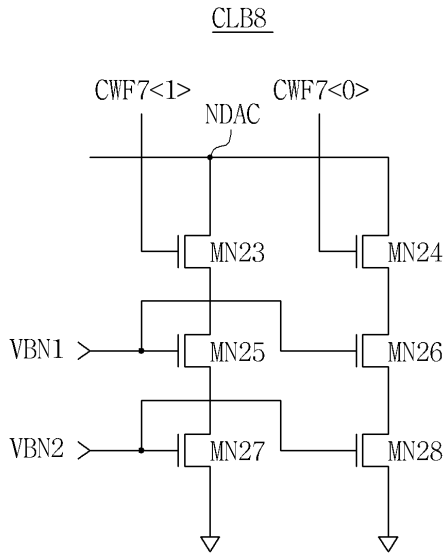 CLB8
CWF7<1> CWF7<0>
NDAC
MN23 MN24
VBN1 MN25 MN26
VBN2 MN27 MN28